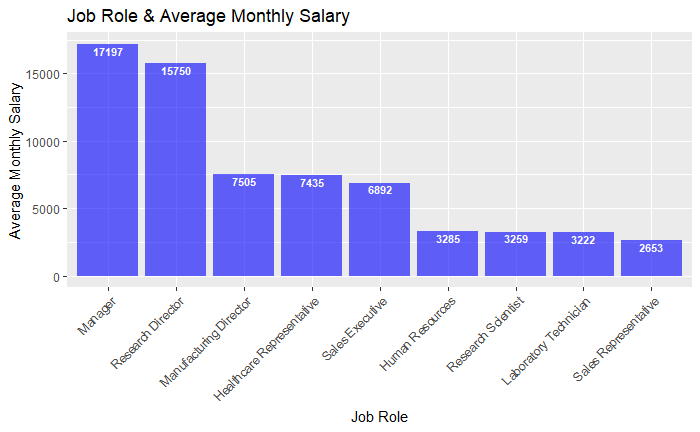 Job Role & Average Monthly Salary
Average Monthly Salary
15000
10000
5000
0
17197
15750
7505
7435
6892
3285
3259
3222
2653
Manager
Research Director
Manufacturing Director
Healthcare Representative
Sales Executive
Human Resources
Research Scientist
Laboratory Technician
Sales Representative
Job Role